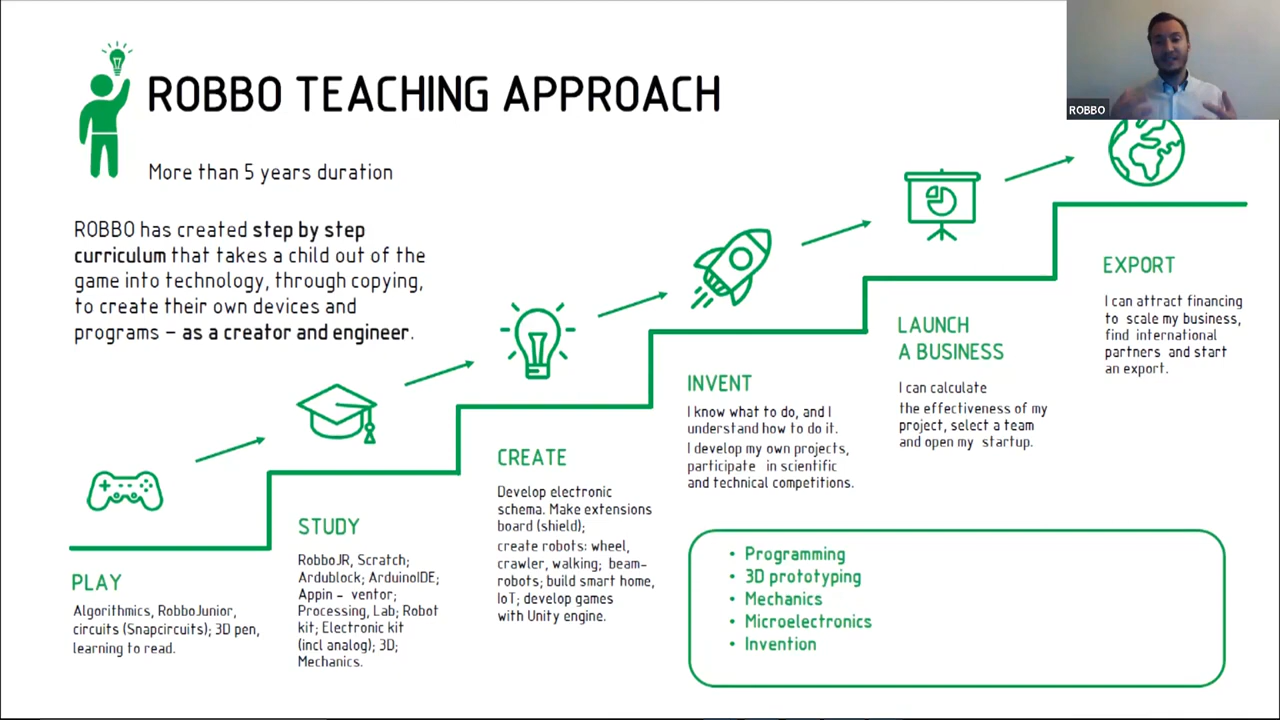 ROBBO TEACHING APPROACH
More than 5 years duration
ROBBO has created step by step
curriculum that takes a child out of the
game into technology, through copying,
to create their own devices and
programs – as a creator and engineer.
ROBBO
PLAY
Algorithmics, RobboJunior,
circuits (Snapcircuits); 3D pen,
learning to read.
STUDY
RobboJR, Scratch;
Ardublock; ArduinoIDE;
Appin – ventor;
Processing, Lab; Robot
kit; Electronic kit
(incl analog); 3D;
Mechanics.
CREATE
Develop electronic
schema. Make extensions
board (shield);
create robots: wheel,
crawler, walking; beam-
robots; build smart home,
IoT; develop games
with Unity engine.
INVENT
I know what to do, and I
understand how to do it.
I develop my own projects,
participate in scientific
and technical competitions.
LAUNCH
A BUSINESS
I can calculate
the effectiveness of my
project, select a team
and open my startup.
EXPORT
I can attract financing
to scale my business,
find international
partners and start
an export.
• Programming
• 3D prototyping
• Mechanics
• Microelectronics
• Invention